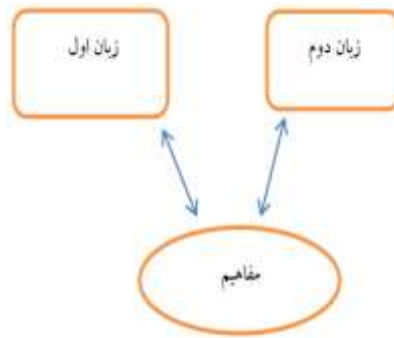 زبان دوم
زبان اول
مفاهیم